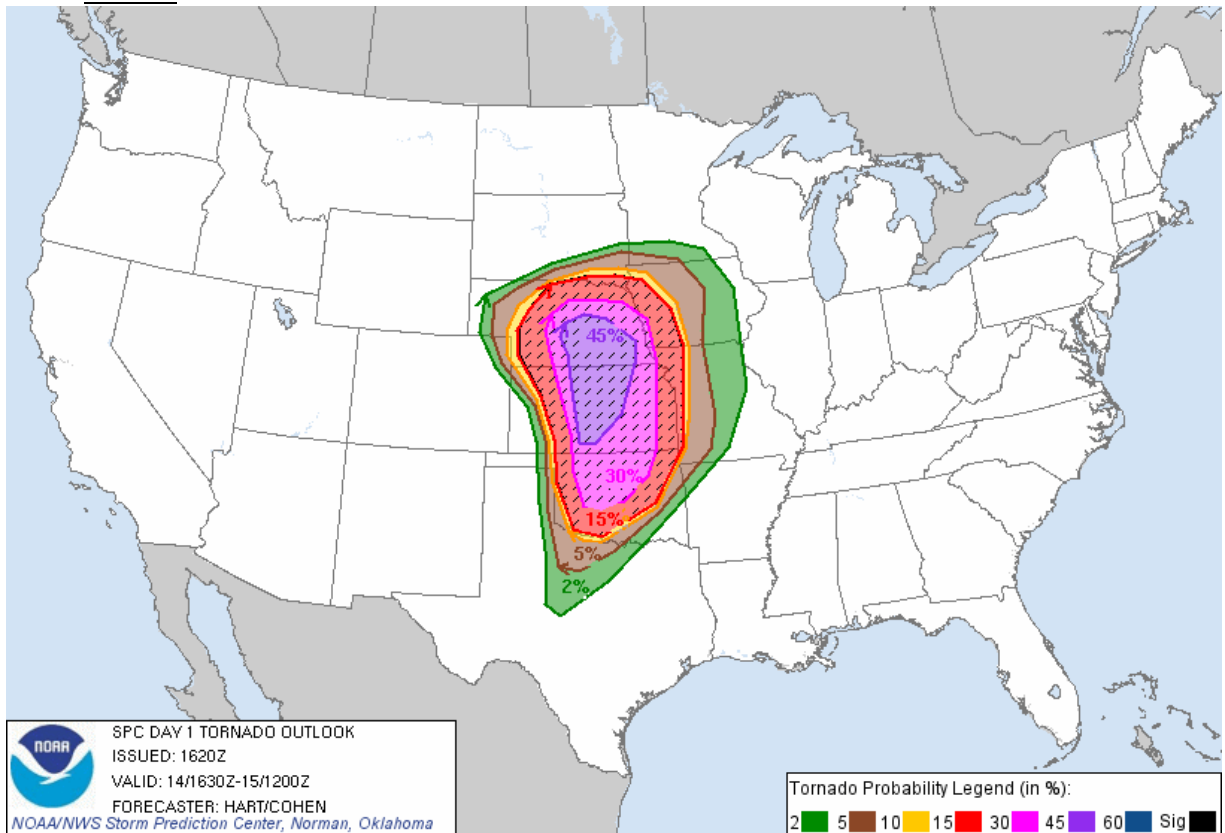 45%
30%
15%
5%
2%
NOAA
SPC DAY 1 TORNADO OUTLOOK
ISSUED: 1620Z
VALID: 14/1630Z-15/1200Z
FORECASTER: HART/COHEN
NOAA/NWS Storm Prediction Center, Norman, Oklahoma
Tornado Probability Legend (in %):
2 5 10 15 30 45 60 Sig